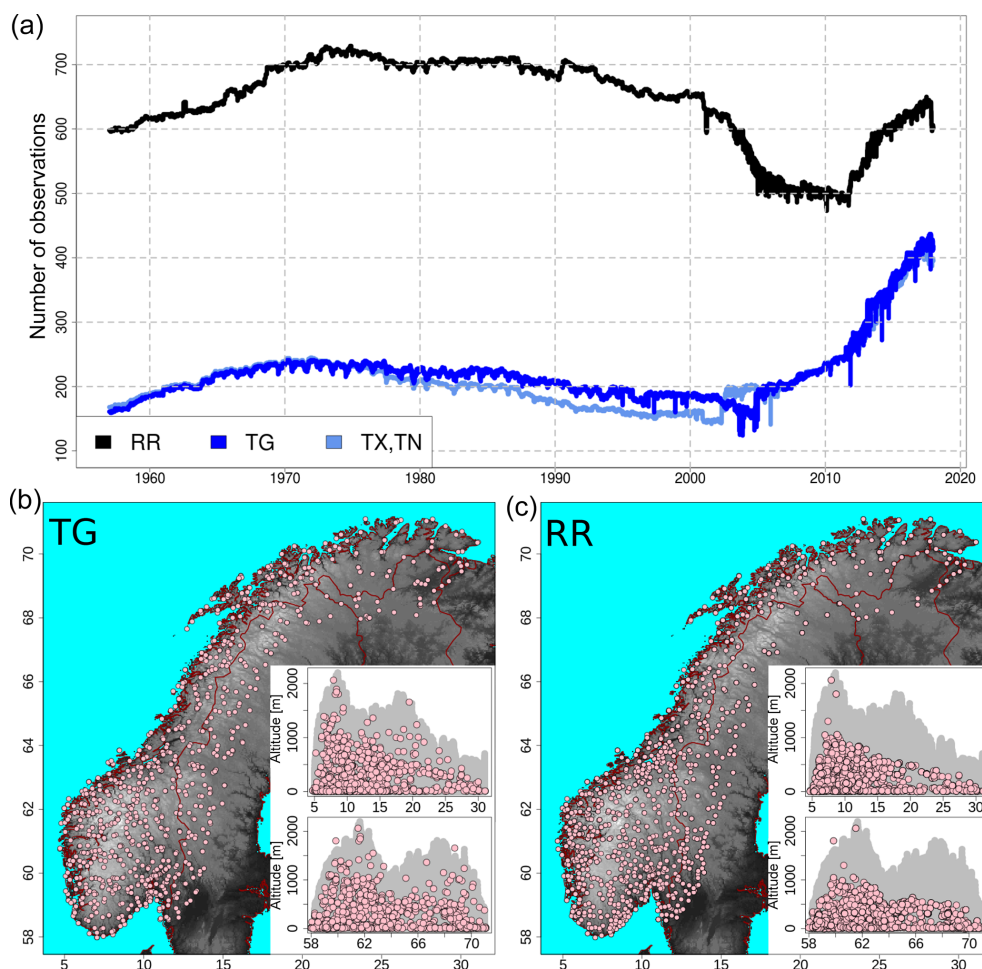 (a)
Number of observations
700
600
500
400
300
200
100
RR TG TX,TN
1960 1970 1980 1990 2000 2010 2020
(b) (c)
TG
70
68
66
64
62
60
58
5 10 15 20 25 30
Altitude [m]
0 1000 2000
5 10 15 20 25 30
Altitude [m]
0 1000 2000
58 62 66 70
RR
70
68
66
64
62
60
58
5 10 15 20 25 30
Altitude [m]
0 1000 2000
5 10 15 20 25 30
Altitude [m]
0 1000 2000
58 62 66 70